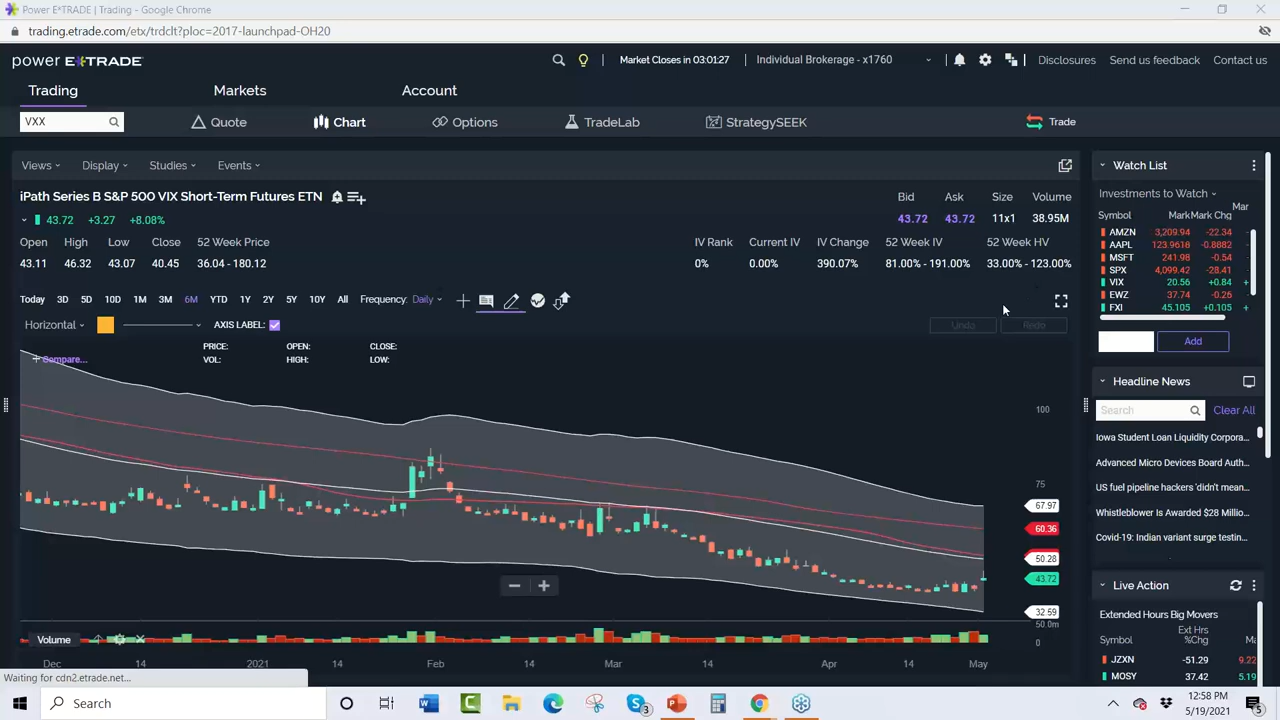 Power E*TRADE | Trading - Google Chrome
trading.etrade.com/etx/trdclt?ploc=2017-launchpad-OH20
power E*TRADE
Market Closes in 03:01:27
Individual Brokerage - x1760
Disclosures
Send us feedback
Contact us
Trading
Markets
Account
VXX
Quote
Chart
Options
TradeLab
StrategySEEK
Trade
Views
Display
Studies
Events
iPath Series B S&P 500 VIX Short-Term Futures ETN
43.72 +3.27 +8.08%
Bid Ask Size Volume
43.72 43.72 11x1 38.95M
Open High Low Close 52 Week Price
43.11 46.32 43.07 40.45 36.04 - 180.12
IV Rank Current IV IV Change 52 Week IV 52 Week HV
0% 0.00% 390.07% 81.00% - 191.00% 33.00% - 123.00%
Today 3D 5D 10D 1M 3M 6M YTD 1Y 2Y 5Y 10Y All Frequency: Daily
Horizontal
AXIS LABEL:
Undo
Redo
PRICE: OPEN: CLOSE:
VOL: HIGH: LOW:
+ Compare...
100
75
67.97
60.36
50.28
43.72
32.59
50.0m
0
Volume
Dec 14 2021 14 Feb 14 Mar 14 Apr 14 May
Watch List
Investments to Watch
Symbol Mark Mark Chg Mar
AMZN 3,209.94 -22.34
AAPL 123.9618 -0.8882
MSFT 241.98 -0.54
SPX 4,099.42 -28.41
VIX 20.56 +0.84
EWZ 37.74 -0.26
FXI 45.105 +0.105
Add
Headline News
Search
Clear All
Iowa Student Loan Liquidity Corpora...
Advanced Micro Devices Board Auth...
US fuel pipeline hackers 'didn't mean...
Whistleblower Is Awarded $28 Millio...
Covid-19: Indian variant surge testin...
Live Action
Extended Hours Big Movers
Symbol Ext Hrs %Chg
JZXN -51.29 9.22
MOSY 37.42 5.19
Waiting for cdn2.etrade.net...
Search
3
12:58 PM
5/19/2021
5